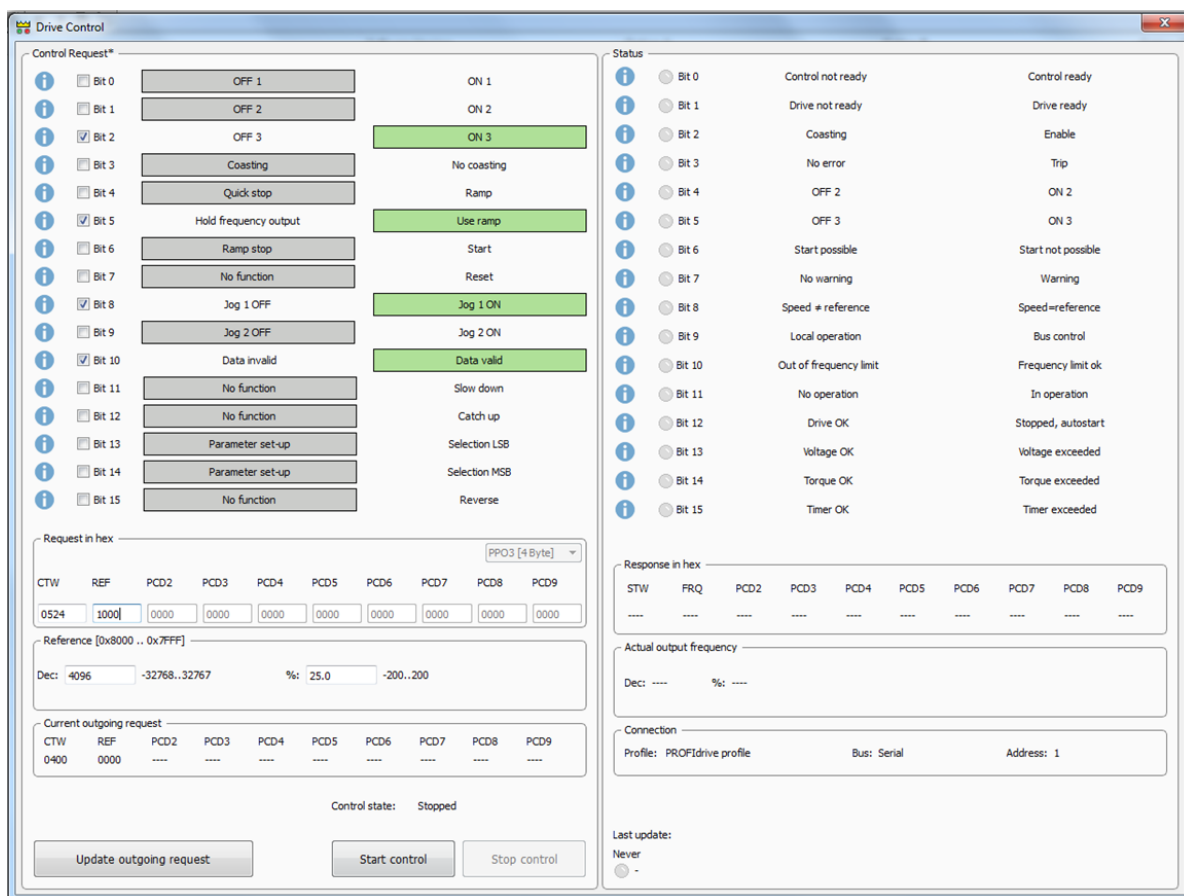 Drive Control
Control Request*
Bit 0 OFF 1 ON 1
Bit 1 OFF 2 ON 2
Bit 2 OFF 3 ON 3
Bit 3 Coasting No coasting
Bit 4 Quick stop Ramp
Bit 5 Hold frequency output Use ramp
Bit 6 Ramp stop Start
Bit 7 No function Reset
Bit 8 Jog 1 OFF Jog 1 ON
Bit 9 Jog 2 OFF Jog 2 ON
Bit 10 Data invalid Data valid
Bit 11 No function Slow down
Bit 12 No function Catch up
Bit 13 Parameter set-up Selection LSB
Bit 14 Parameter set-up Selection MSB
Bit 15 No function Reverse
Request in hex
PPO3 [4 Byte]
CTW REF PCD2 PCD3 PCD4 PCD5 PCD6 PCD7 PCD8 PCD9
0524 1000 0000 0000 0000 0000 0000 0000 0000 0000
Reference [0x8000 .. 0x7FFF]
Dec: 4096 -32768..32767 %: 25.0 -200..200
Current outgoing request
CTW REF PCD2 PCD3 PCD4 PCD5 PCD6 PCD7 PCD8 PCD9
0400 0000 ---- ---- ---- ---- ---- ---- ---- ----
Control state: Stopped
Update outgoing request Start control Stop control
Status
Bit 0 Control not ready Control ready
Bit 1 Drive not ready Drive ready
Bit 2 Coasting Enable
Bit 3 No error Trip
Bit 4 OFF 2 ON 2
Bit 5 OFF 3 ON 3
Bit 6 Start possible Start not possible
Bit 7 No warning Warning
Bit 8 Speed ≠ reference Speed=reference
Bit 9 Local operation Bus control
Bit 10 Out of frequency limit Frequency limit ok
Bit 11 No operation In operation
Bit 12 Drive OK Stopped, autostart
Bit 13 Voltage OK Voltage exceeded
Bit 14 Torque OK Torque exceeded
Bit 15 Timer OK Timer exceeded
Response in hex
STW FRQ PCD2 PCD3 PCD4 PCD5 PCD6 PCD7 PCD8 PCD9
---- ---- ---- ---- ---- ---- ---- ---- ---- ----
Actual output frequency
Dec: ---- %: ----
Connection
Profile: PROFIdrive profile Bus: Serial Address: 1
Last update:
Never
-